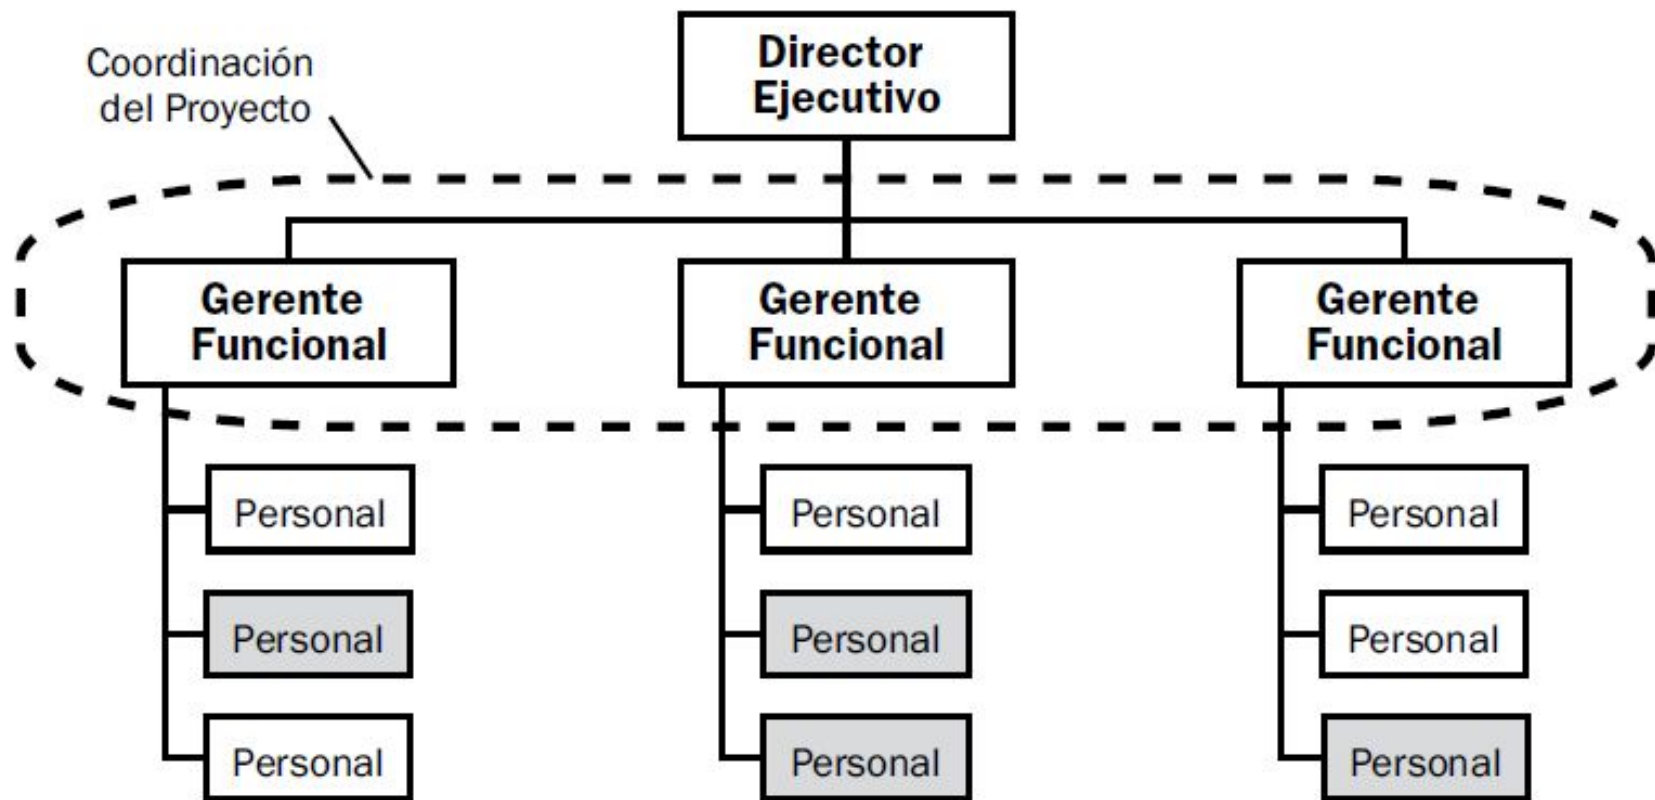 Coordinación
del Proyecto
Director
Ejecutivo
Gerente
Funcional
Gerente
Funcional
Gerente
Funcional
Personal
Personal
Personal
Personal
Personal
Personal
Personal
Personal
Personal